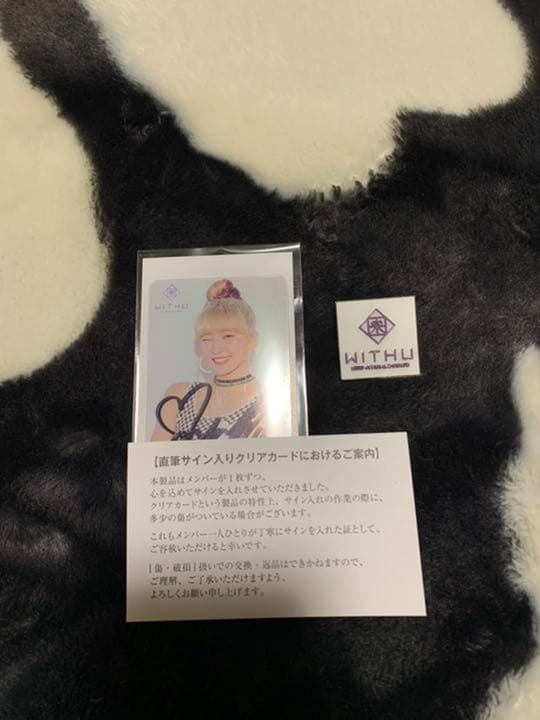 WITHU
WITHU
【直筆サイン入りクリアカードにおけるご案内】
本製品はメンバーが1枚ずつ、
心を込めてサインを入れさせていただきました。
クリアカードという製品の特性上、サイン入れの作業の際に、
多少の傷がついている場合がございます。
これもメンバー一人ひとりが丁寧にサインを入れた証として、
ご容赦いただけると幸いです。
「傷・破損」扱いでの交換・返品はできかねますので、
ご理解、ご了承いただけますよう、
よろしくお願い申し上げます。